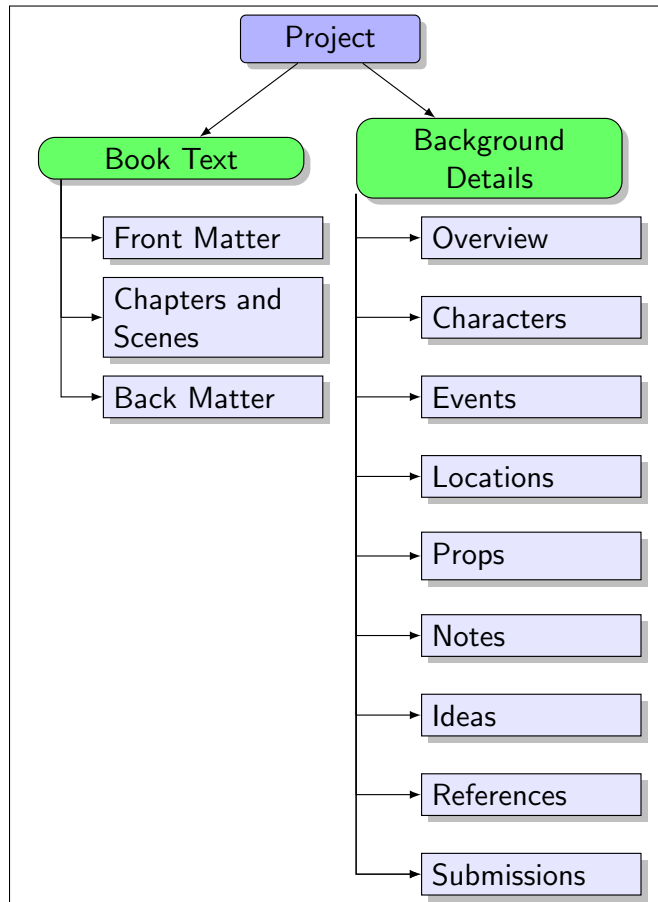 Project
Book Text
Front Matter
Chapters and
Scenes
Back Matter
Background
Details
Overview
Characters
Events
Locations
Props
Notes
Ideas
References
Submissions